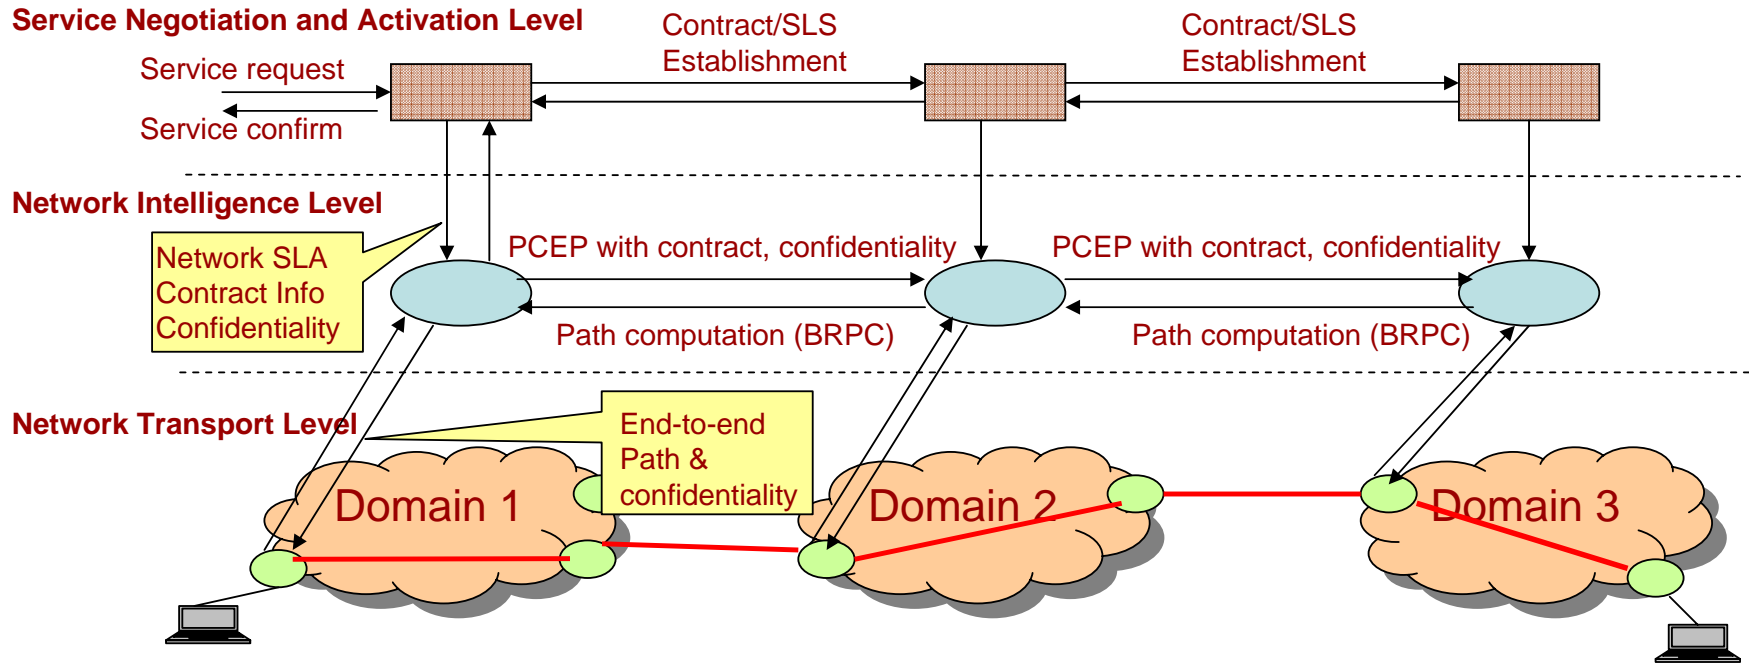 Service Negotiation and Activation Level
Contract/SLS
Establishment
Contract/SLS
Establishment
Service request
Service confirm
Network Intelligence Level
Network SLA
Contract Info
Confidentiality
PCEP with contract, confidentiality
PCEP with contract, confidentiality
Path computation (BRPC)
Path computation (BRPC)
Network Transport Level
End-to-end
Path &
confidentiality
Domain 1
Domain 2
Domain 3